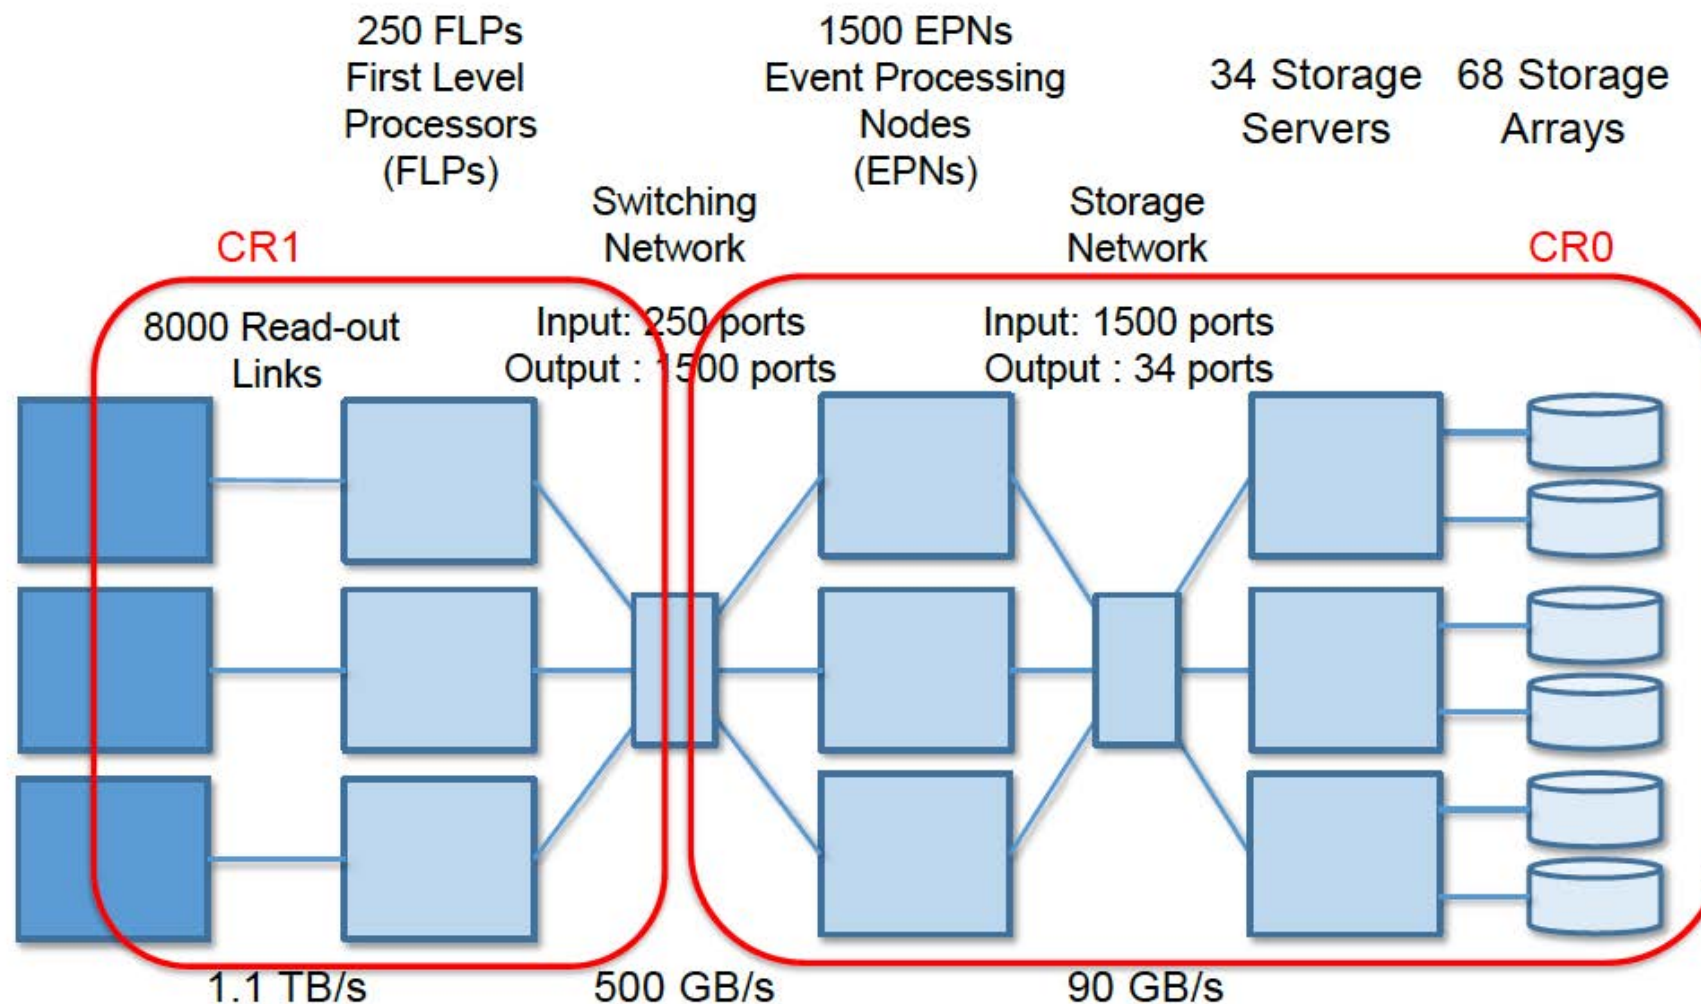 250 FLPs
First Level
Processors
(FLPs)
1500 EPNs
Event Processing
Nodes
(EPNs)
34 Storage
Servers
68 Storage
Arrays
Switching
Network
Storage
Network
CR1
CR0
8000 Read-out
Links
Input: 250 ports
Output : 1500 ports
Input: 1500 ports
Output : 34 ports
1.1 TB/s
500 GB/s
90 GB/s